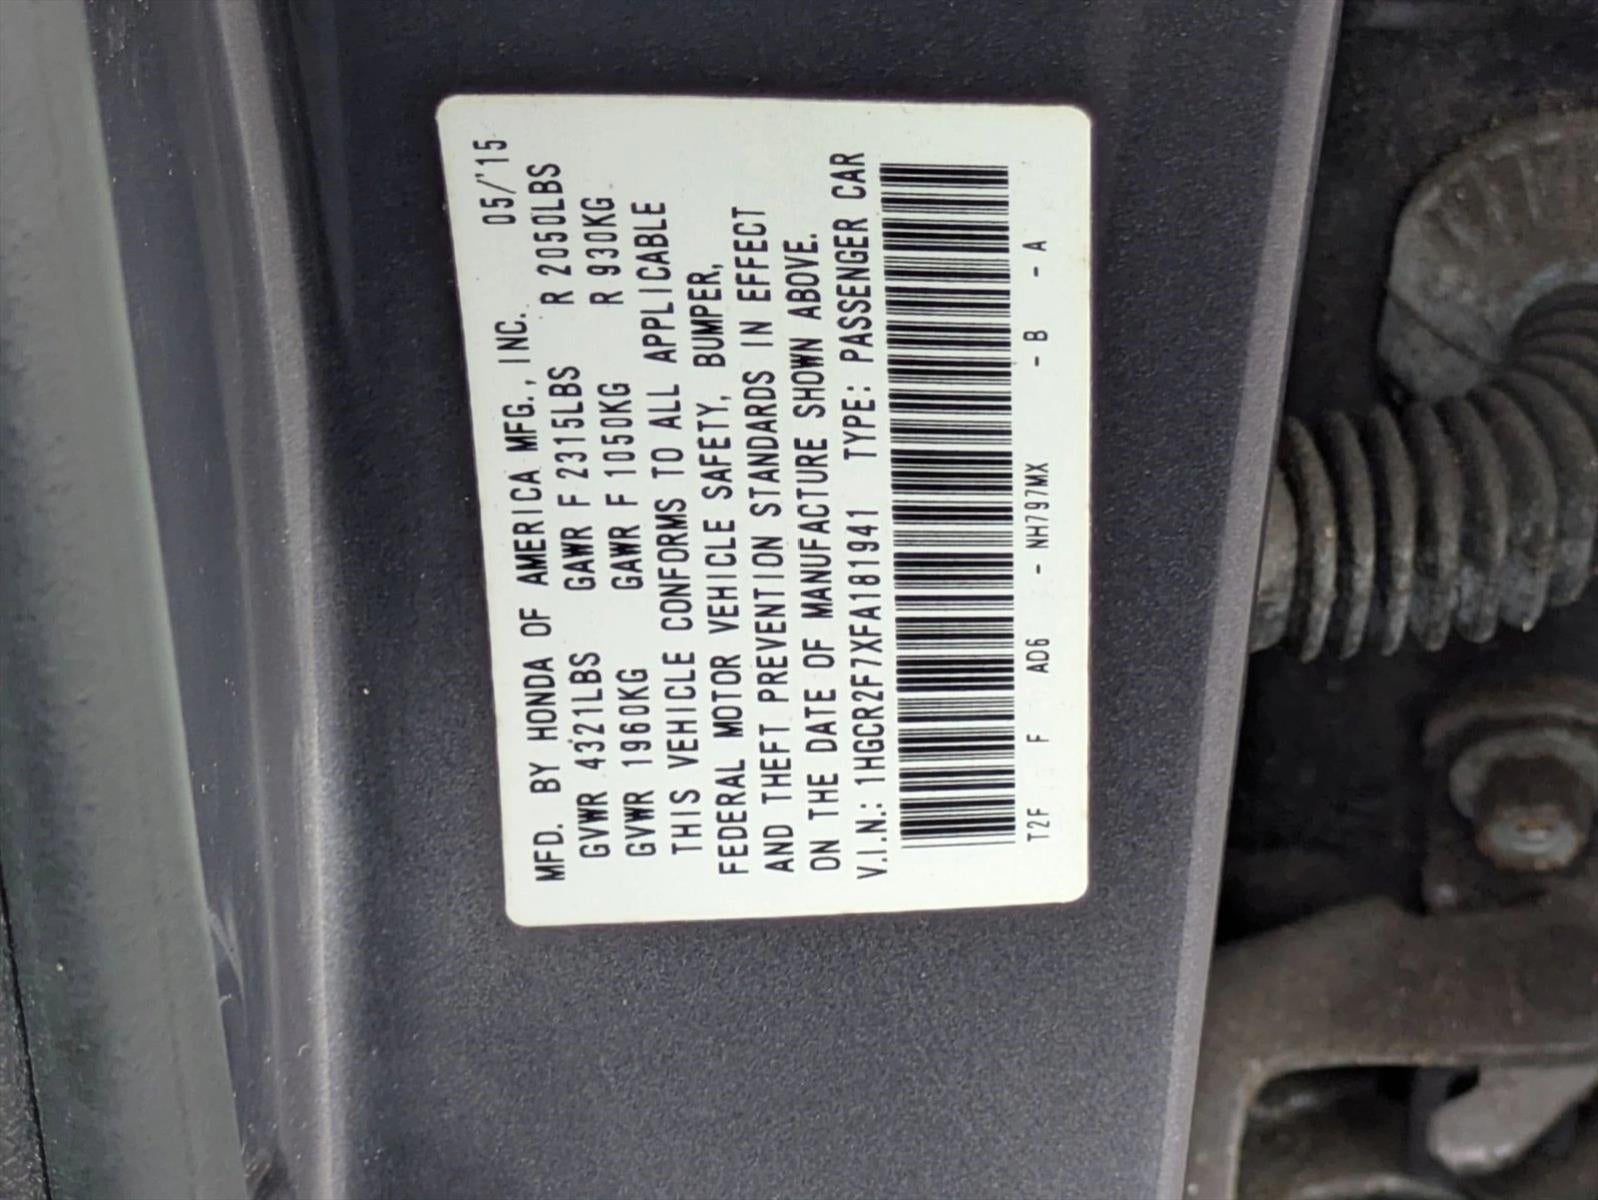 MFD. BY HONDA OF AMERICA MFG., INC. 05/'15
GVWR 4321LBS GAWR F 2315LBS R 2050LBS
GVWR 1960KG GAWR F 1050KG R 930KG
THIS VEHICLE CONFORMS TO ALL APPLICABLE
FEDERAL MOTOR VEHICLE SAFETY, BUMPER,
AND THEFT PREVENTION STANDARDS IN EFFECT
ON THE DATE OF MANUFACTURE SHOWN ABOVE.
V.I.N.: 1HGCR2F7XFA181941 TYPE: PASSENGER CAR
T2F F AD6 - NH797MX - B - A